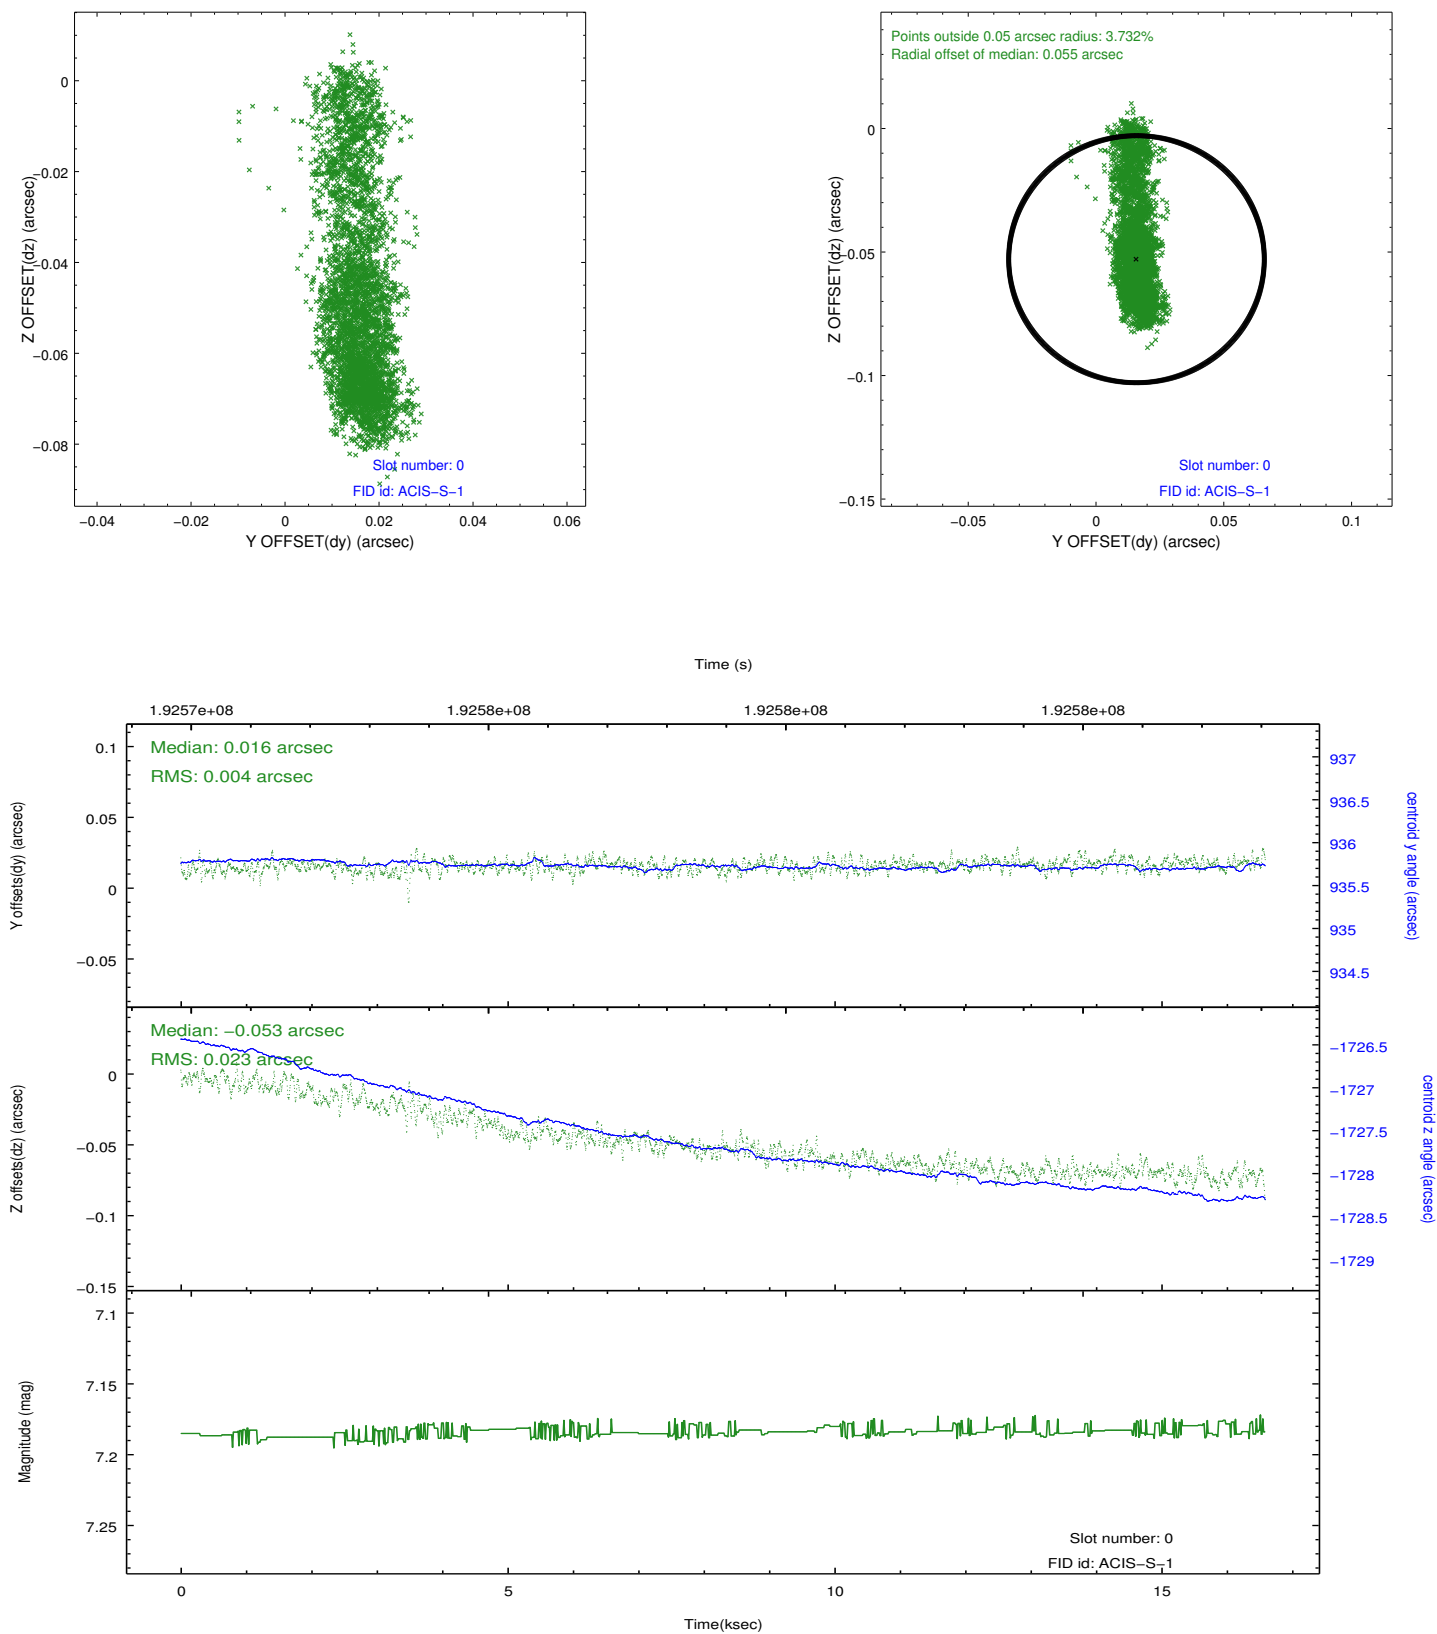 0
−0.02
−0.04
−0.06
−0.08
Z OFFSET(dz) (arcsec)
Slot number: 0
FID id: ACIS−S−1
−0.04
−0.02
0
0.02
0.04
0.06
Y OFFSET(dy) (arcsec)
Points outside 0.05 arcsec radius: 3.732%
Radial offset of median: 0.055 arcsec
0
−0.05
−0.1
−0.15
Z OFFSET(dz) (arcsec)
Slot number: 0
FID id: ACIS−S−1
−0.05
0
0.05
0.1
Y OFFSET(dy) (arcsec)
Time (s)
1.9257e+08
1.9258e+08
1.9258e+08
1.9258e+08
Median: 0.016 arcsec
RMS: 0.004 arcsec
0.1
0.05
0
−0.05
Y offsets(dy) (arcsec)
937
936.5
936
935.5
935
934.5
centroid y angle (arcsec)
Median: −0.053 arcsec
RMS: 0.023 arcsec
0
−0.05
−0.1
−0.15
Z offsets(dz) (arcsec)
−1726.5
−1727
−1727.5
−1728
−1728.5
−1729
centroid z angle (arcsec)
7.1
7.15
7.2
7.25
Magnitude (mag)
Slot number: 0
FID id: ACIS−S−1
0
5
10
15
Time(ksec)